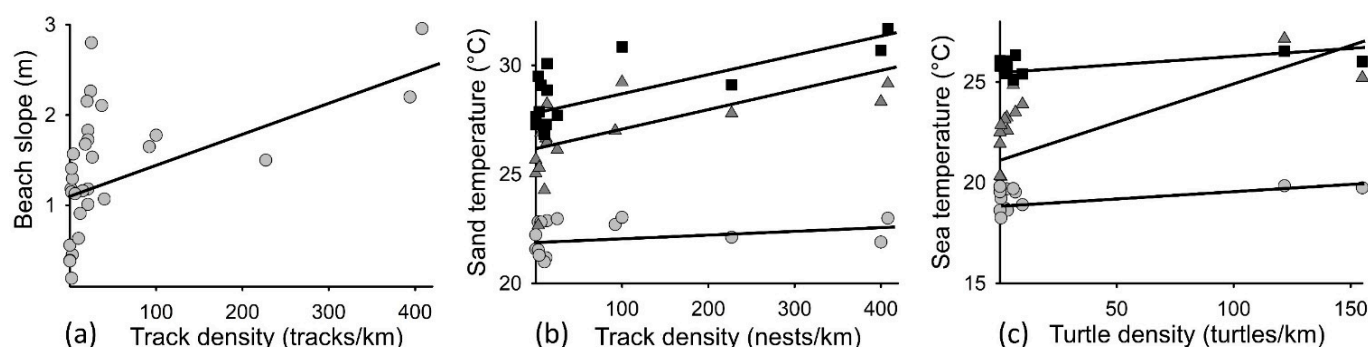 Beach slope (m)
3
2
1
0
100
200
300
400
(a)
Track density (tracks/km)
Sand temperature (°C)
30
25
20
0
100
200
300
400
(b)
Track density (nests/km)
Sea temperature (°C)
25
20
15
50
100
150
(c)
Turtle density (turtles/km)